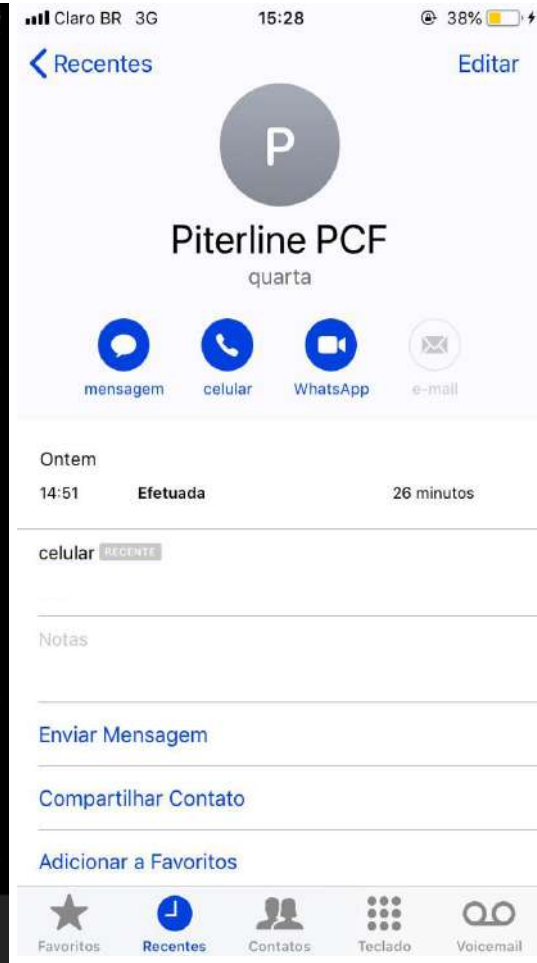 Claro BR 3G 15:28 38%
Recentes Editar
P
Piterline PCF
quarta
mensagem celular WhatsApp e-mail
Ontem
14:51 Efetuada 26 minutos
celular RECENTE
Notas
Enviar Mensagem
Compartilhar Contato
Adicionar a Favoritos
Favoritos Recentes Contatos Teclado Voicemail